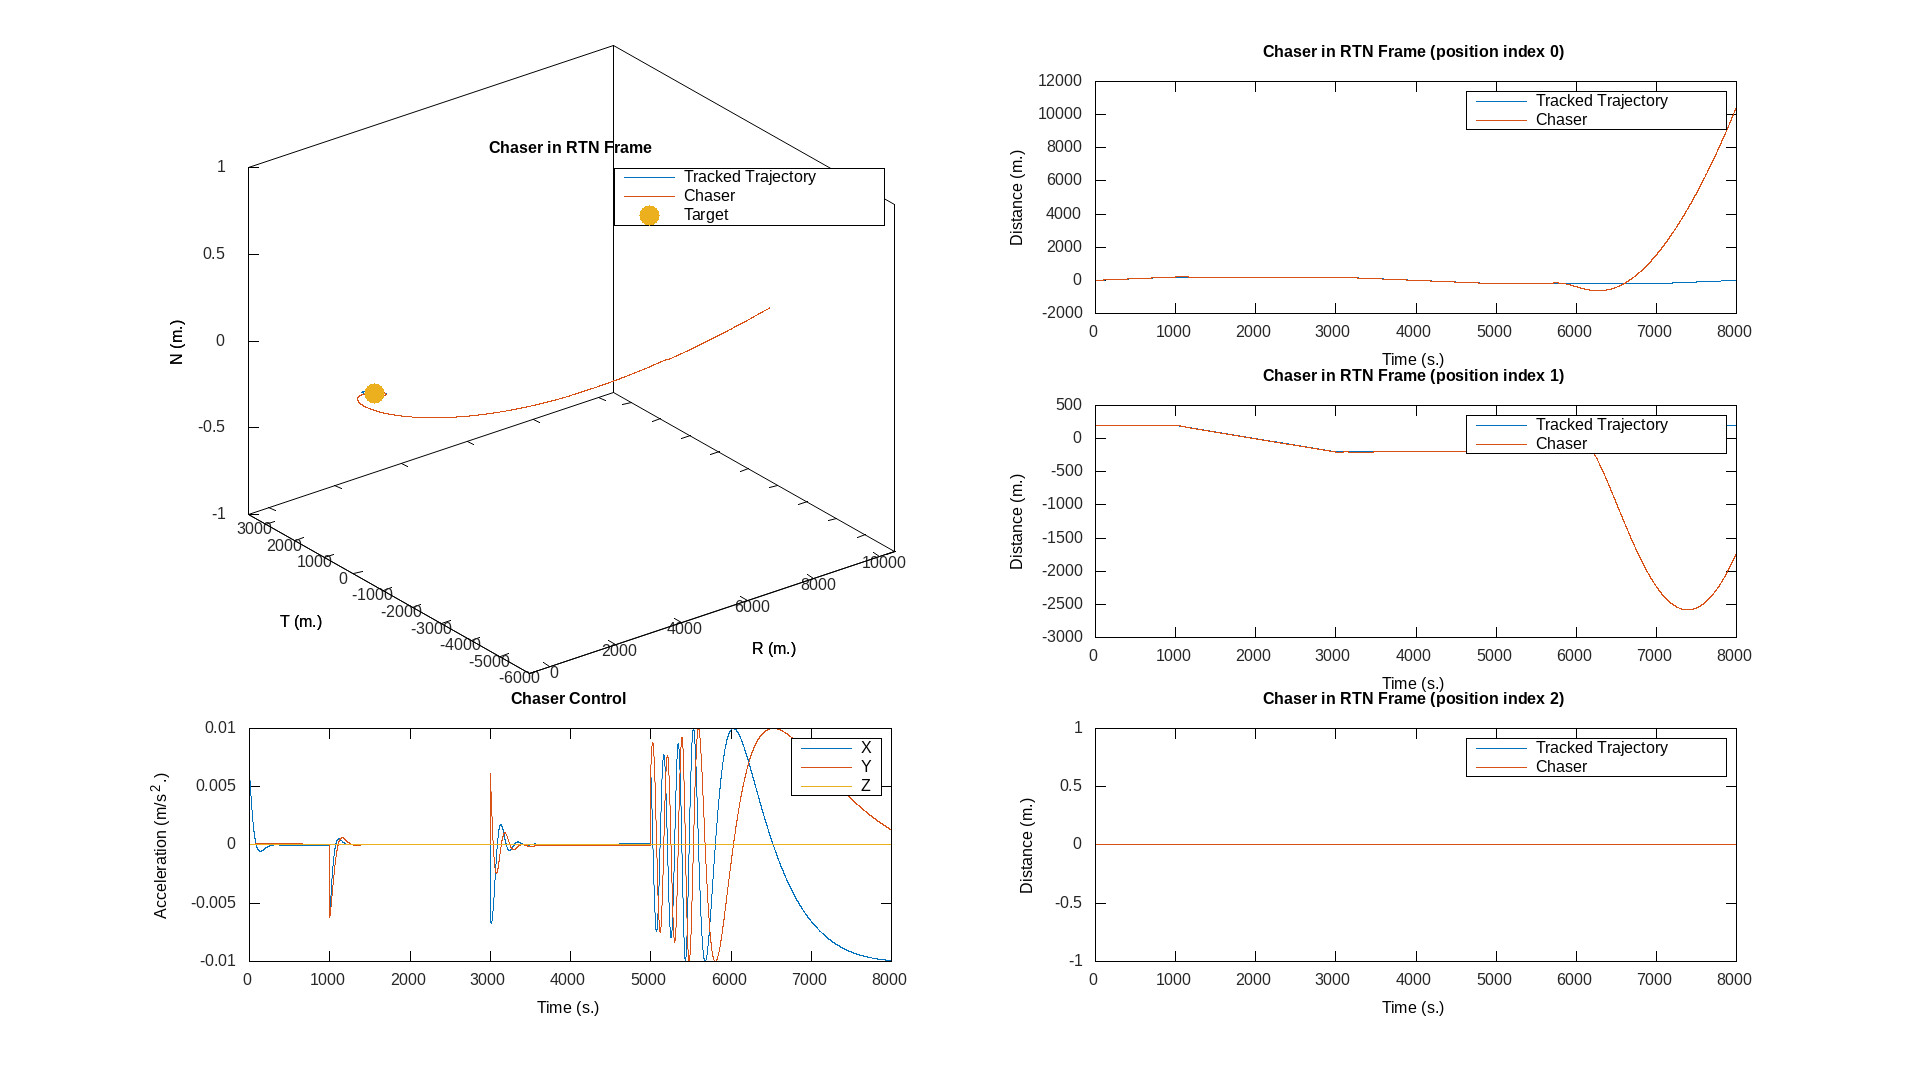 Chaser in RTN Frame
Tracked Trajectory
Chaser
Target
1
0.5
0
-0.5
-1
N (m.)
3000
2000
1000
0
-1000
-2000
-3000
-4000
-5000
-6000
T (m.)
0
2000
4000
6000
8000
10000
R (m.)
Chaser Control
X
Y
Z
0.01
0.005
0
-0.005
-0.01
Acceleration (m/s².)
0 1000 2000 3000 4000 5000 6000 7000 8000
Time (s.)
Chaser in RTN Frame (position index 0)
Tracked Trajectory
Chaser
12000
10000
8000
6000
4000
2000
0
-2000
Distance (m.)
0 1000 2000 3000 4000 5000 6000 7000 8000
Time (s.)
Chaser in RTN Frame (position index 1)
Tracked Trajectory
Chaser
500
0
-500
-1000
-1500
-2000
-2500
-3000
Distance (m.)
0 1000 2000 3000 4000 5000 6000 7000 8000
Time (s.)
Chaser in RTN Frame (position index 2)
Tracked Trajectory
Chaser
1
0.5
0
-0.5
-1
Distance (m.)
0 1000 2000 3000 4000 5000 6000 7000 8000
Time (s.)